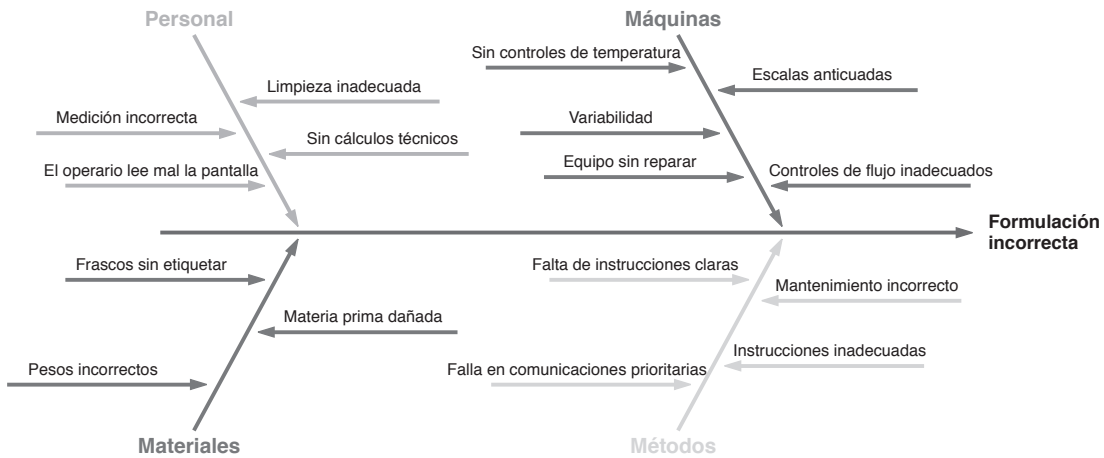 Personal
Máquinas
Sin controles de temperatura
Escalas anticuadas
Limpieza inadecuada
Medición incorrecta
Variabilidad
Sin cálculos técnicos
Equipo sin reparar
El operario lee mal la pantalla
Controles de flujo inadecuados
Formulación
incorrecta
Frascos sin etiquetar
Falta de instrucciones claras
Mantenimiento incorrecto
Materia prima dañada
Instrucciones inadecuadas
Pesos incorrectos
Falla en comunicaciones prioritarias
Materiales
Métodos